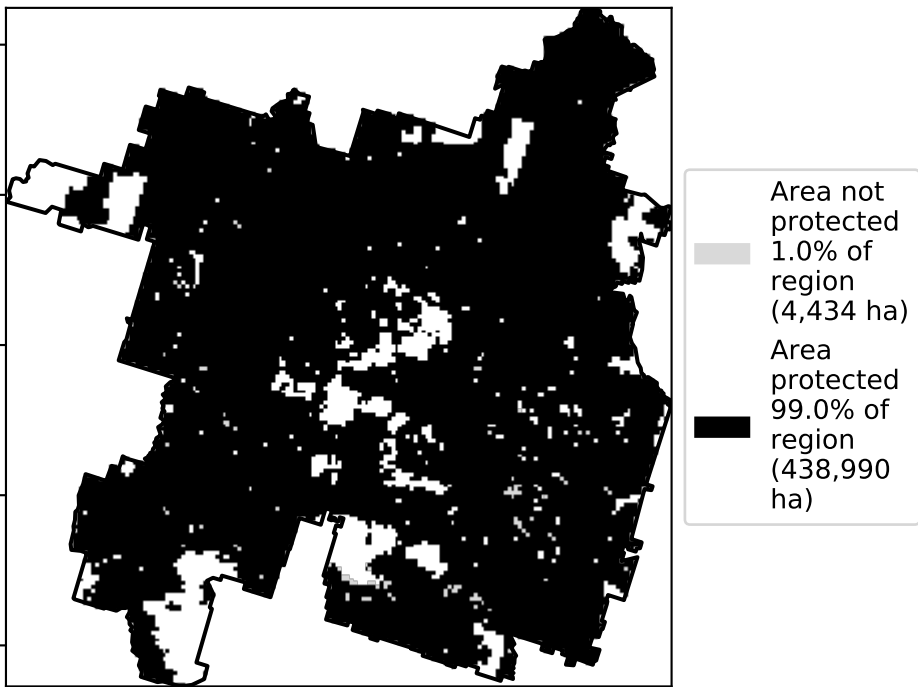 Area not
protected
1.0% of
region
(4,434 ha)
Area
protected
99.0% of
region
(438,990
ha)